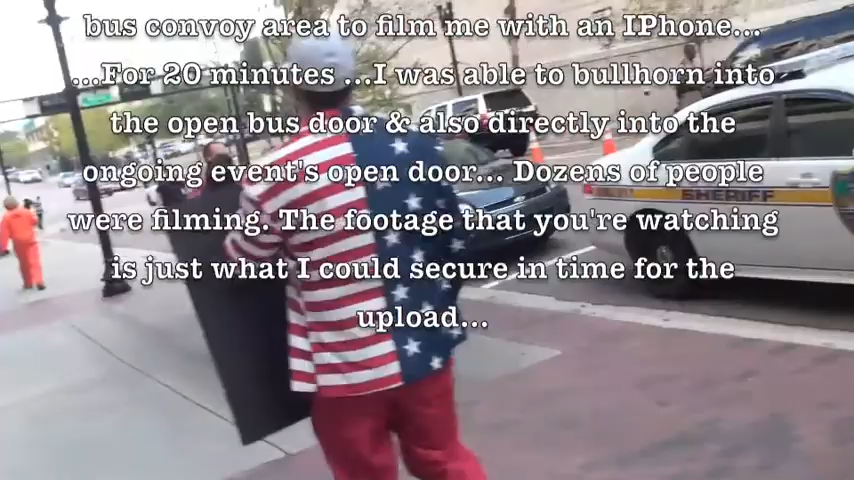 bus convoy area to film me with an IPhone...
...For 20 minutes ...I was able to bullhorn into
the open bus door & also directly into the
ongoing event's open door... Dozens of people
were filming. The footage that you're watching
is just what I could secure in time for the
upload...
SHERIFF